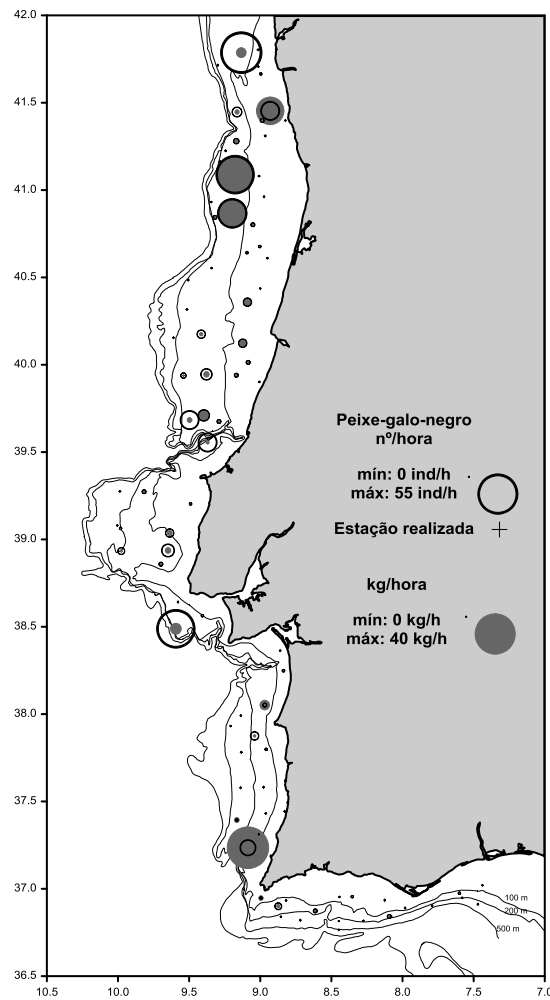 42.0
41.5
41.0
40.5
40.0
39.5
39.0
38.5
38.0
37.5
37.0
36.5
Peixe-galo-negro
nº/hora
mín: 0 ind/h
máx: 55 ind/h
Estação realizada
kg/hora
mín: 0 kg/h
máx: 40 kg/h
100 m
200 m
500 m
10.5 10.0 9.5 9.0 8.5 8.0 7.5 7.0